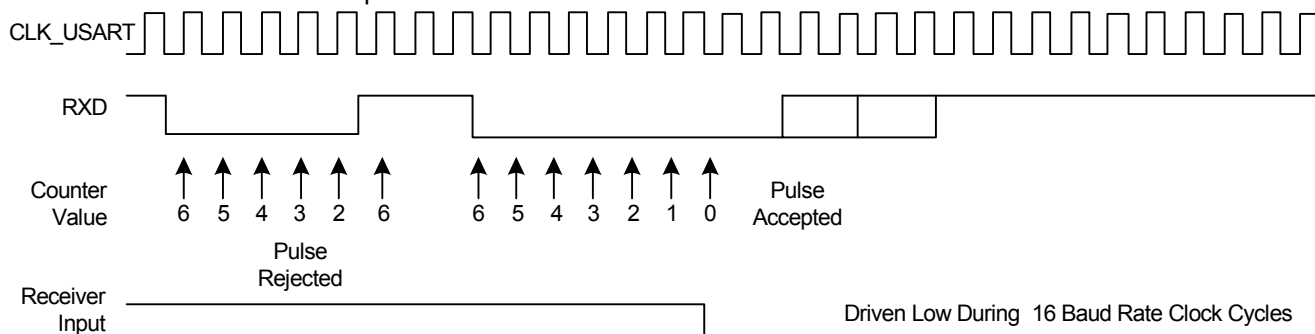 CLK_USART
RXD
Counter
Value
6 5 4 3 2 6 6 5 4 3 2 1 0
Pulse
Accepted
Pulse
Rejected
Receiver
Input
Driven Low During 16 Baud Rate Clock Cycles